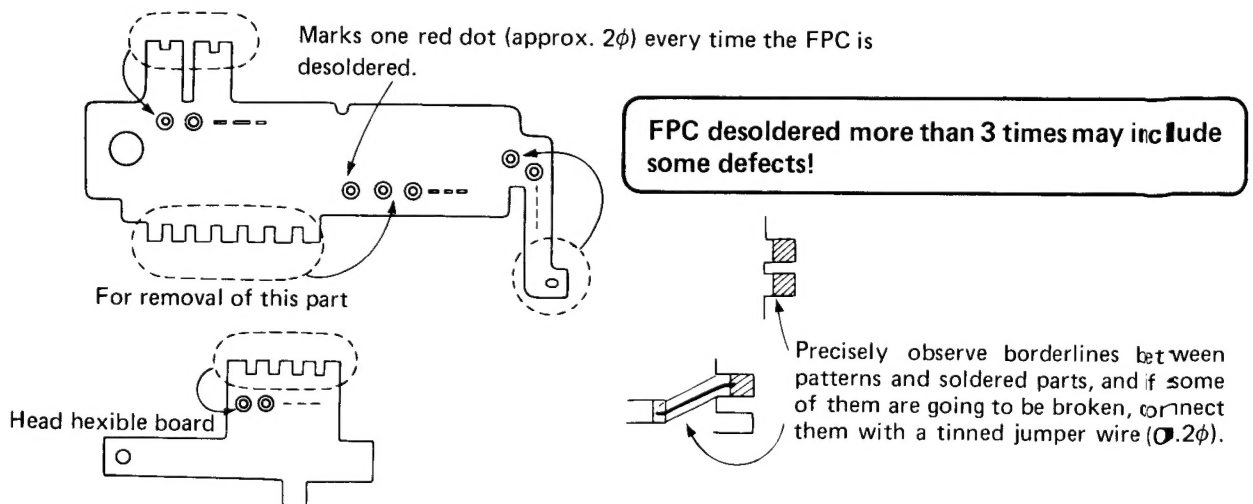 Marks one red dot (approx. 2φ) every time the FPC is
desoldered.
FPC desoldered more than 3 times may include
some defects!
For removal of this part
Precisely observe borderlines between
patterns and soldered parts, and if some
of them are going to be broken, connect
them with a tinned jumper wire (0.2φ).
Head hexible board